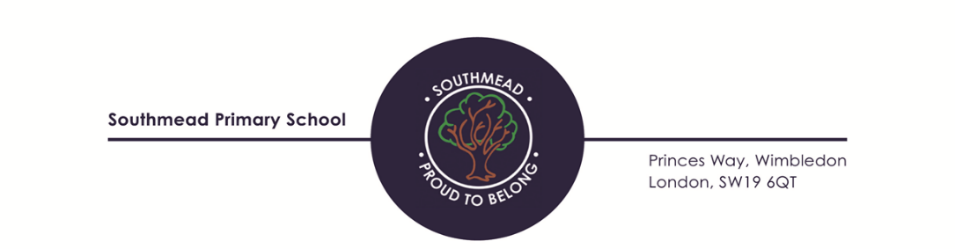 Southmead Primary School
• SOUTHMEAD •
• PROUD TO BELONG •
Princes Way, Wimbledon
London, SW19 6QT